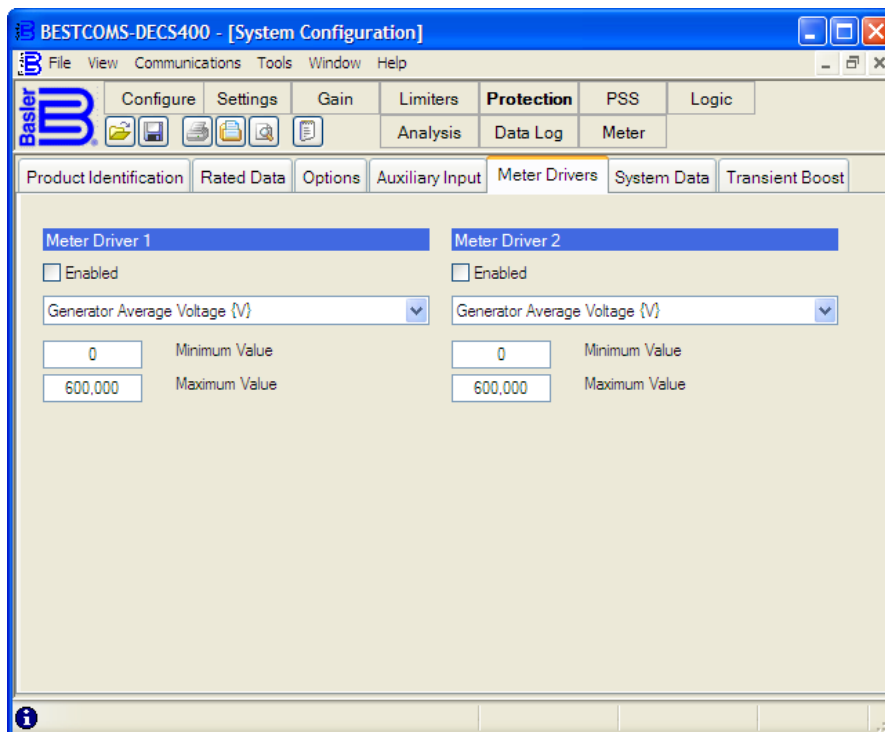 BESTCOMS-DECS400 - [System Configuration]
File View Communications Tools Window Help
Basler
Configure Settings Gain Limiters Protection PSS Logic
Analysis Data Log Meter
Product Identification Rated Data Options Auxiliary Input Meter Drivers System Data Transient Boost
Meter Driver 1 Meter Driver 2
Enabled Enabled
Generator Average Voltage {V} Generator Average Voltage {V}
0 Minimum Value 0 Minimum Value
600,000 Maximum Value 600,000 Maximum Value